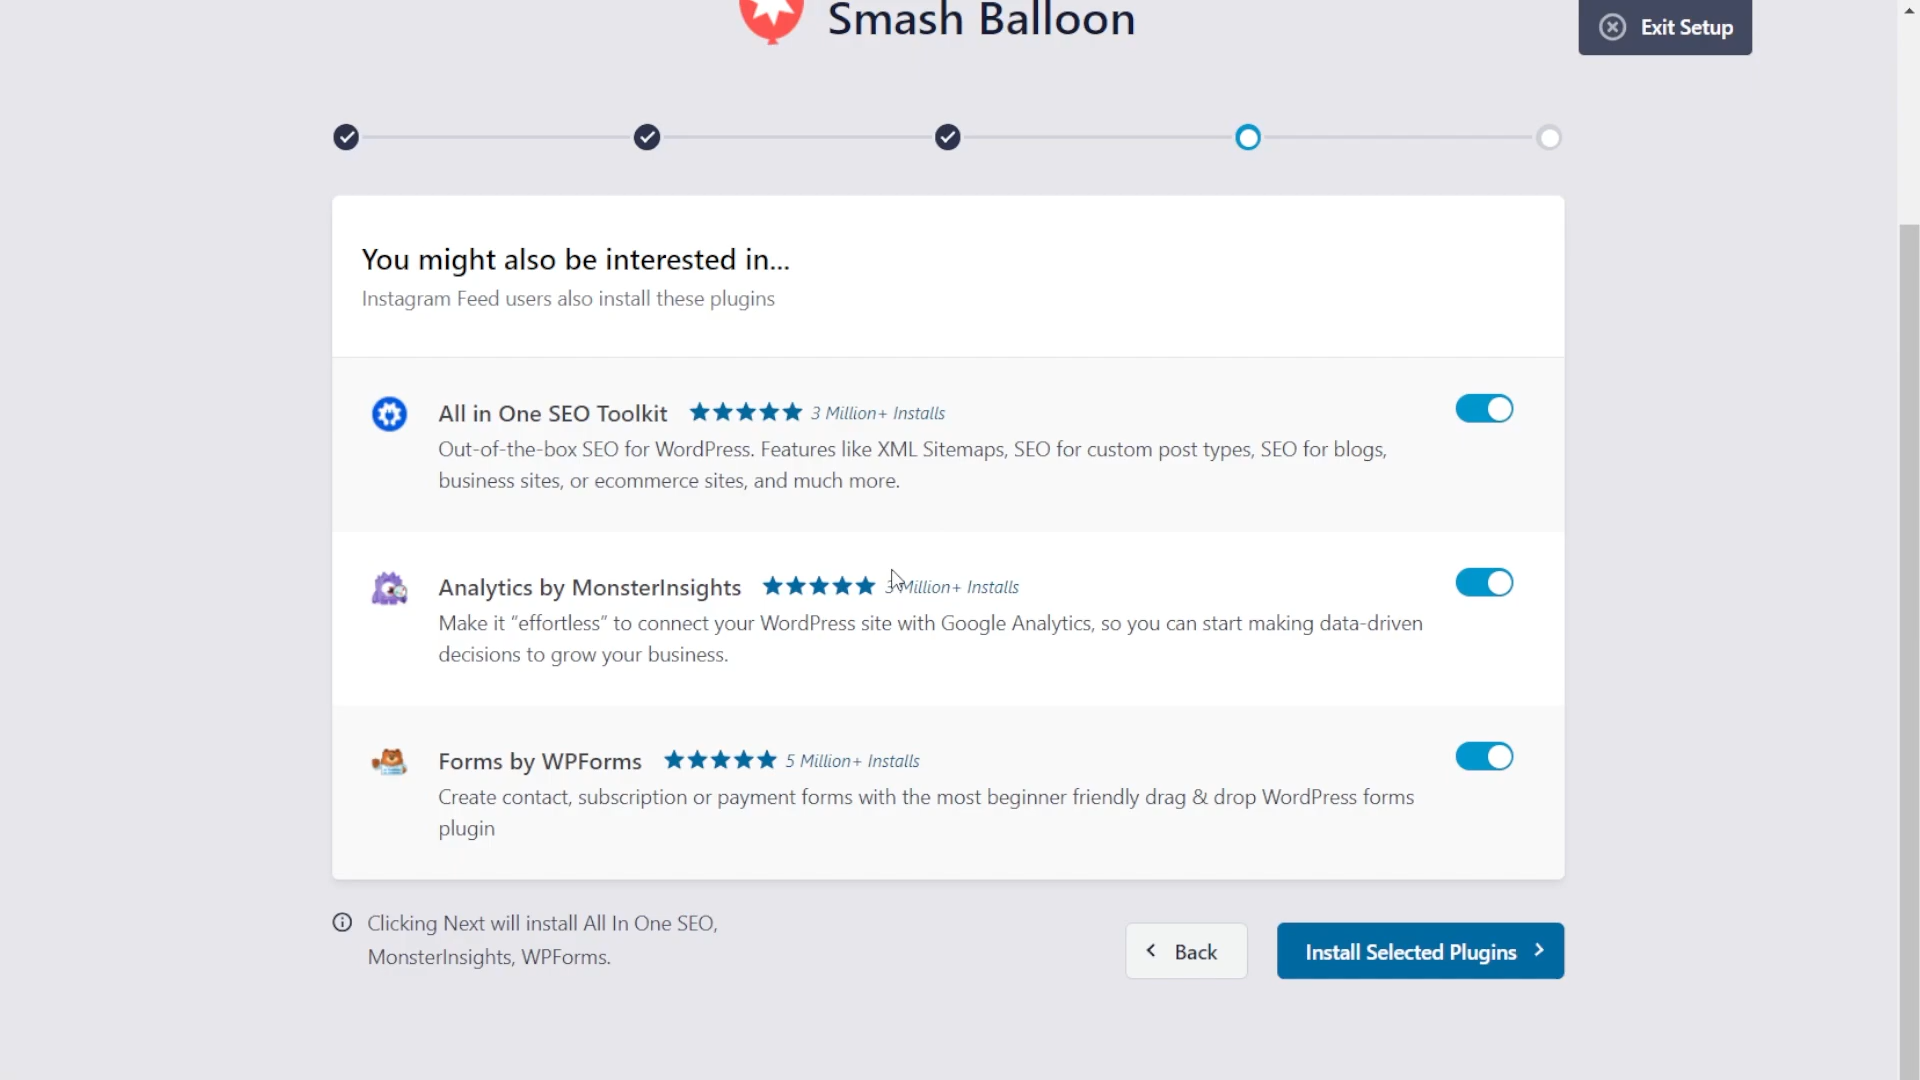 Smash Balloon
Exit Setup
You might also be interested in...
Instagram Feed users also install these plugins
All in One SEO Toolkit 3 Million+ Installs
Out-of-the-box SEO for WordPress. Features like XML Sitemaps, SEO for custom post types, SEO for blogs,
business sites, or ecommerce sites, and much more.
Analytics by MonsterInsights 3 Million+ Installs
Make it “effortless” to connect your WordPress site with Google Analytics, so you can start making data-driven
decisions to grow your business.
Forms by WPForms 5 Million+ Installs
Create contact, subscription or payment forms with the most beginner friendly drag & drop WordPress forms
plugin
Clicking Next will install All In One SEO,
MonsterInsights, WPForms.
Back
Install Selected Plugins